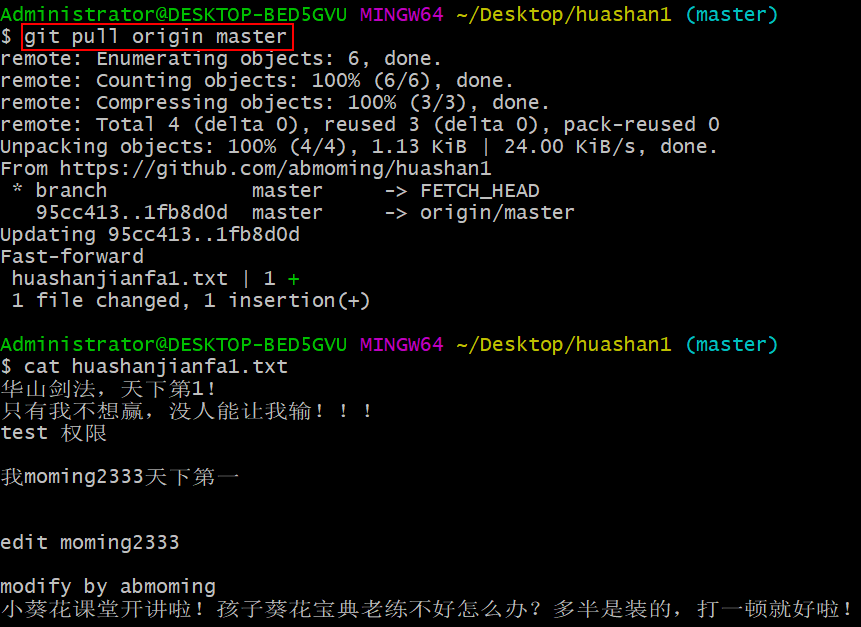 Administrator@DESKTOP-BED5GVU MINGW64 ~/Desktop/huashan1 (master)
$ git pull origin master
remote: Enumerating objects: 6, done.
remote: Counting objects: 100% (6/6), done.
remote: Compressing objects: 100% (3/3), done.
remote: Total 4 (delta 0), reused 3 (delta 0), pack-reused 0
Unpacking objects: 100% (4/4), 1.13 KiB | 24.00 KiB/s, done.
From https://github.com/abmoming/huashan1
 * branch            master     -> FETCH_HEAD
   95cc413..1fb8d0d  master     -> origin/master
Updating 95cc413..1fb8d0d
Fast-forward
 huashanjianfa1.txt | 1 +
 1 file changed, 1 insertion(+)
Administrator@DESKTOP-BED5GVU MINGW64 ~/Desktop/huashan1 (master)
$ cat huashanjianfa1.txt
华山剑法，天下第1！
只有我不想赢，没人能让我输！！！
test 权限
我moming2333天下第一
edit moming2333
modify by abmoming
小葵花课堂开讲啦！孩子葵花宝典老练不好怎么办？多半是装的，打一顿就好啦！